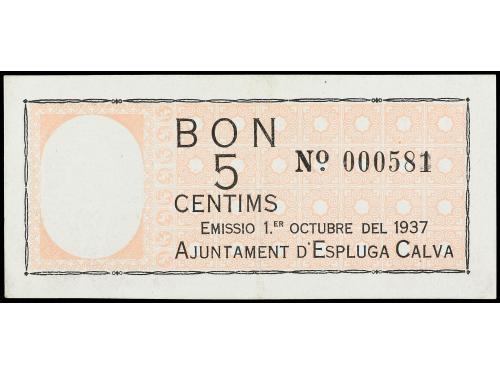 BON
5
CENTIMS
Nº 000581
EMISSIO 1.ER OCTUBRE DEL 1937
AJUNTAMENT D'ESPLUGA CALVA